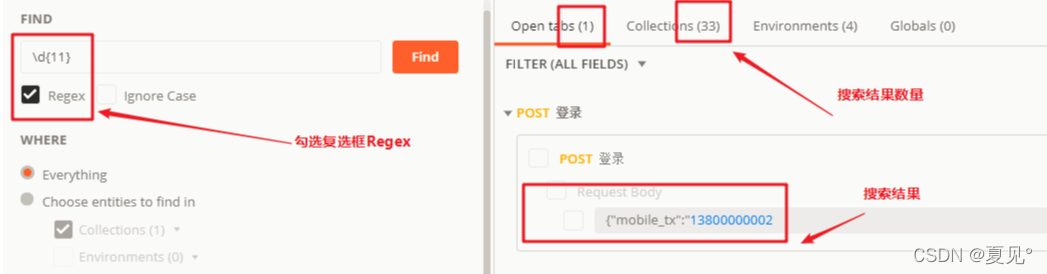 FIND
\d{11}
Find
Regex
Ignore Case
勾选复选框Regex
WHERE
Everything
Choose entities to find in
Collections (1)
Environments (0)
Open tabs (1)
Collections (33)
Environments (4)
Globals (0)
FILTER (ALL FIELDS)
搜索结果数量
POST 登录
POST 登录
搜索结果
Request Body
{"mobile_tx":"13800000002
CSDN @夏见°